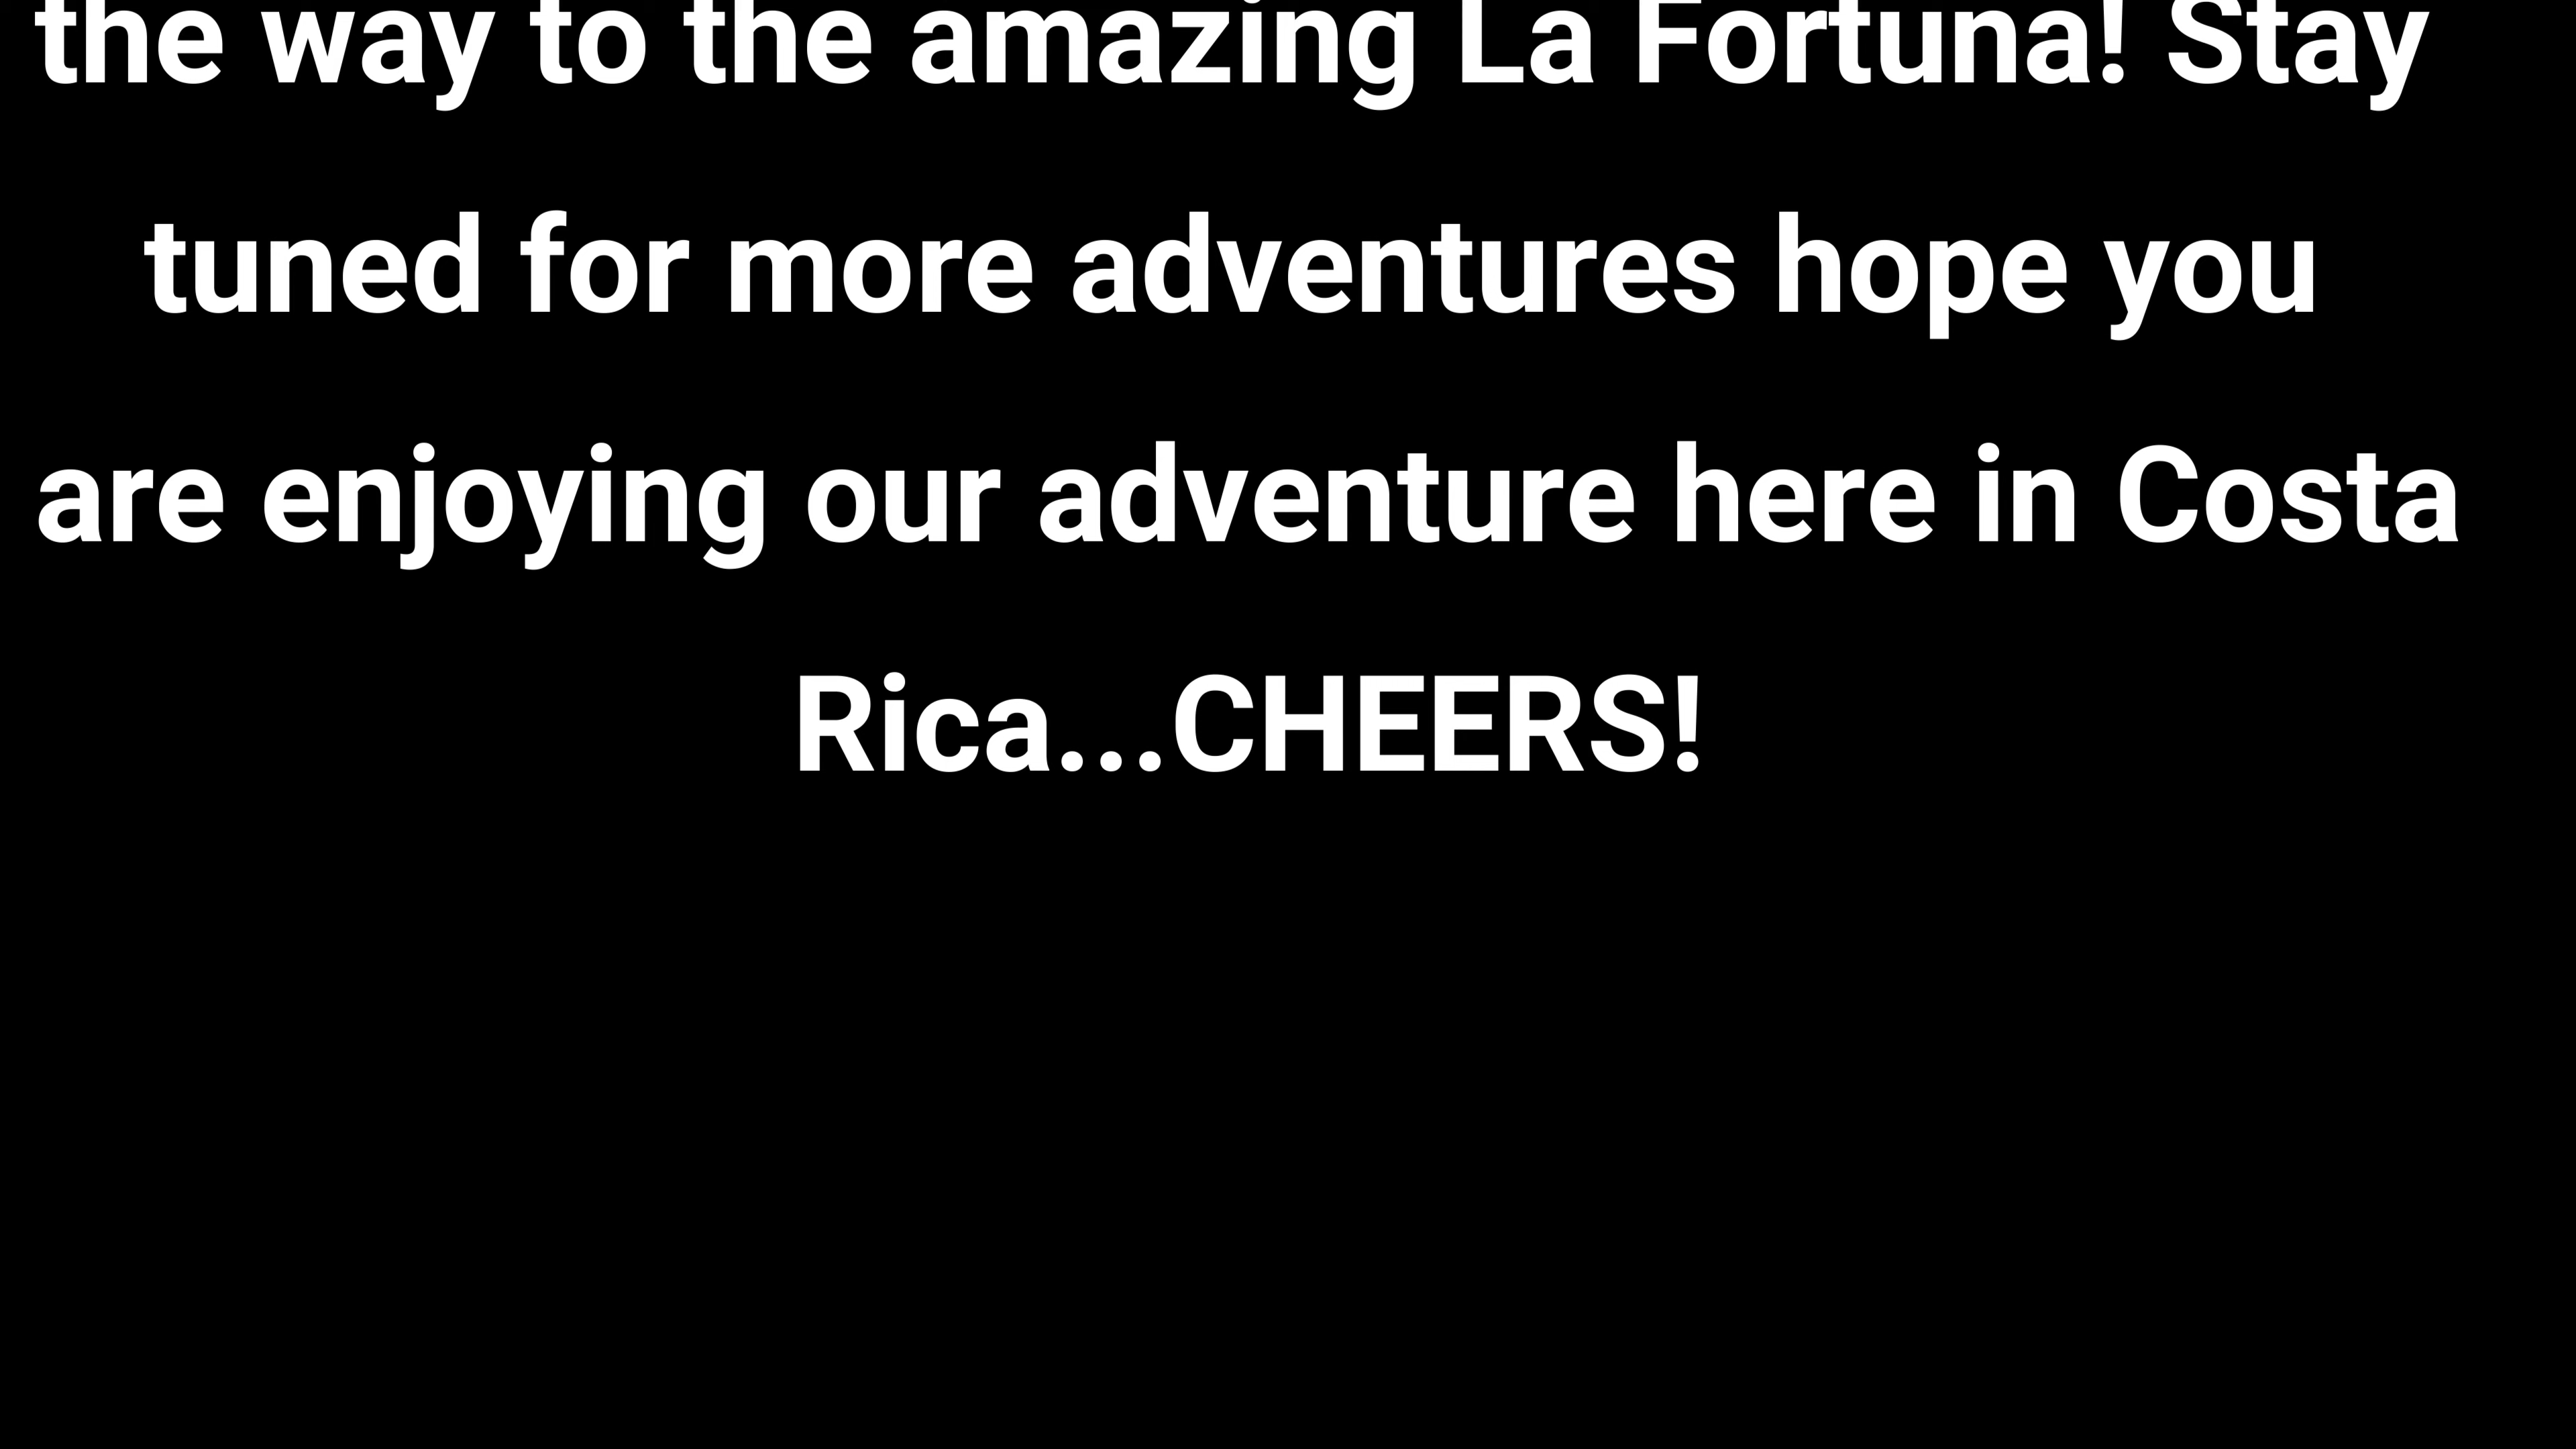 the way to the amazing La Fortuna! Stay
tuned for more adventures hope you
are enjoying our adventure here in Costa
Rica...CHEERS!